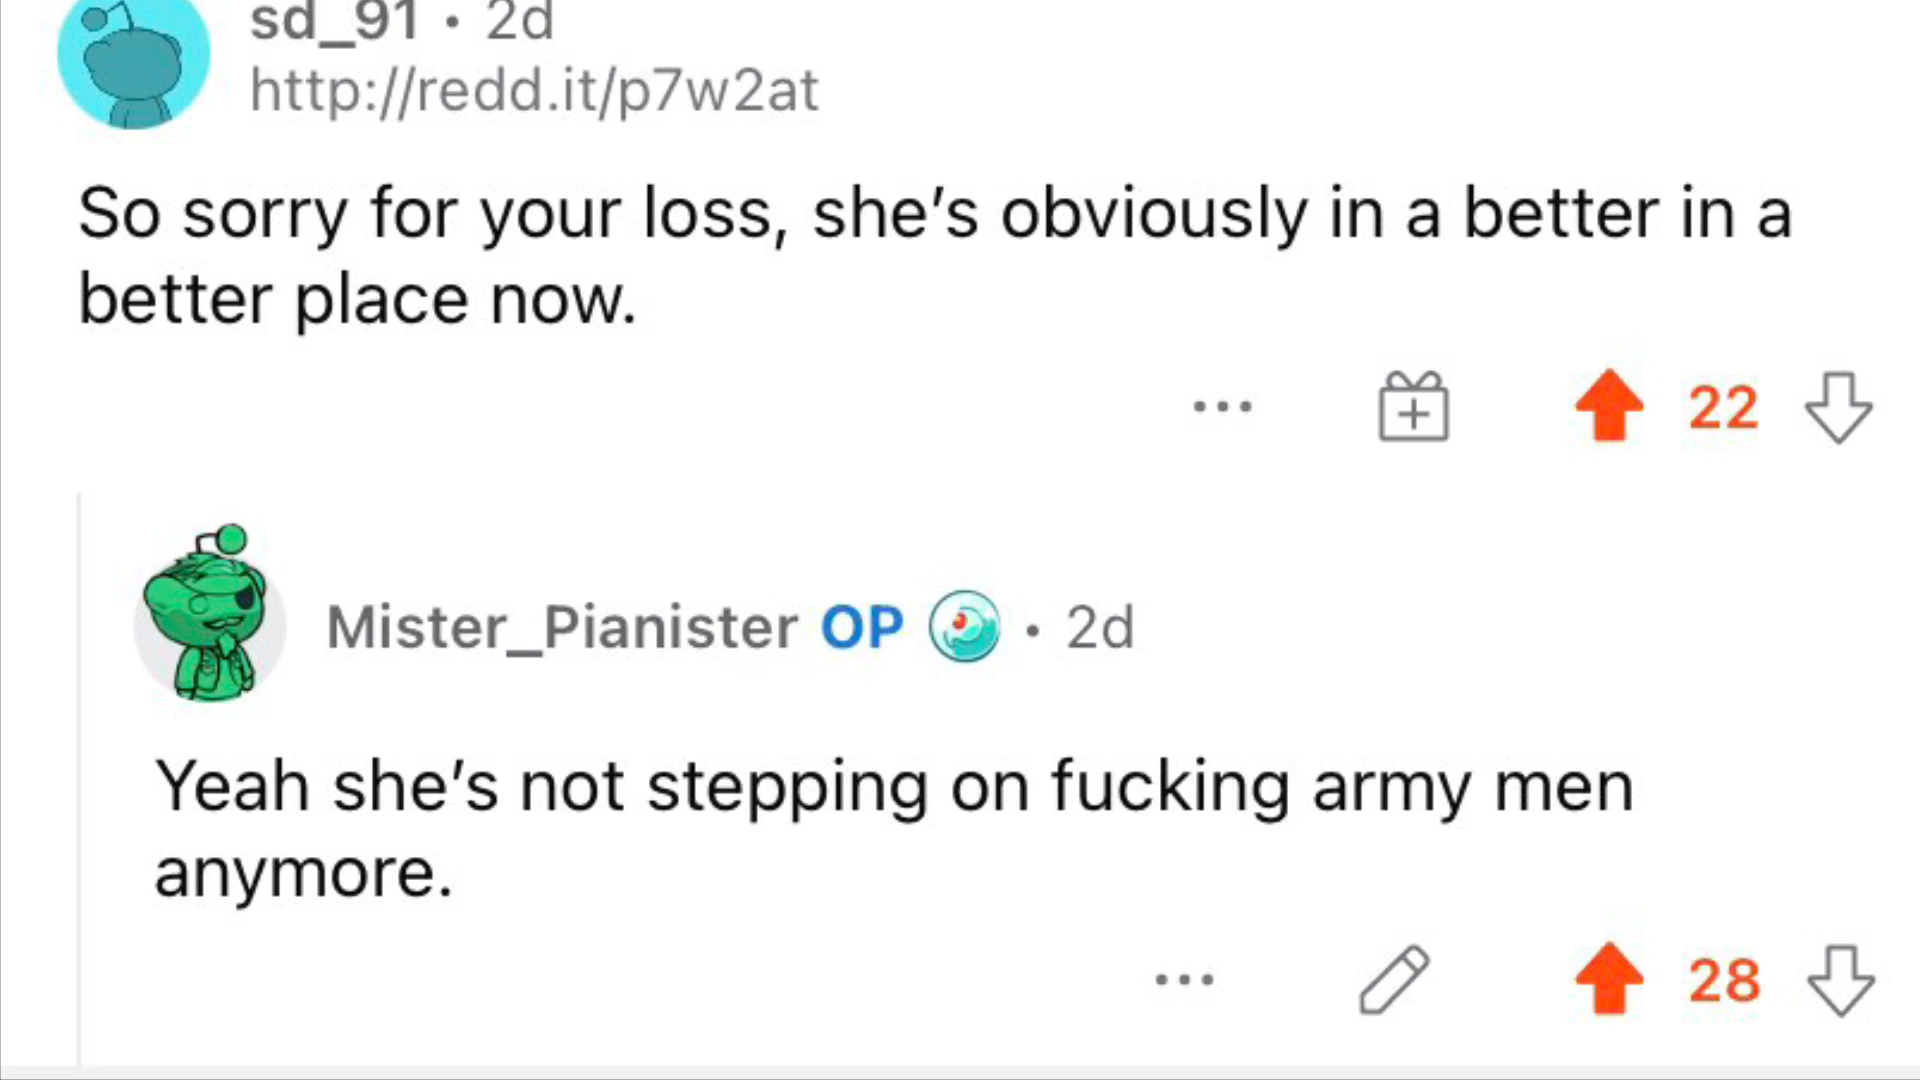 sd_91 • 2d
http://redd.it/p7w2at
So sorry for your loss, she’s obviously in a better in a
better place now.
22
Mister_Pianister OP • 2d
Yeah she’s not stepping on fucking army men
anymore.
28